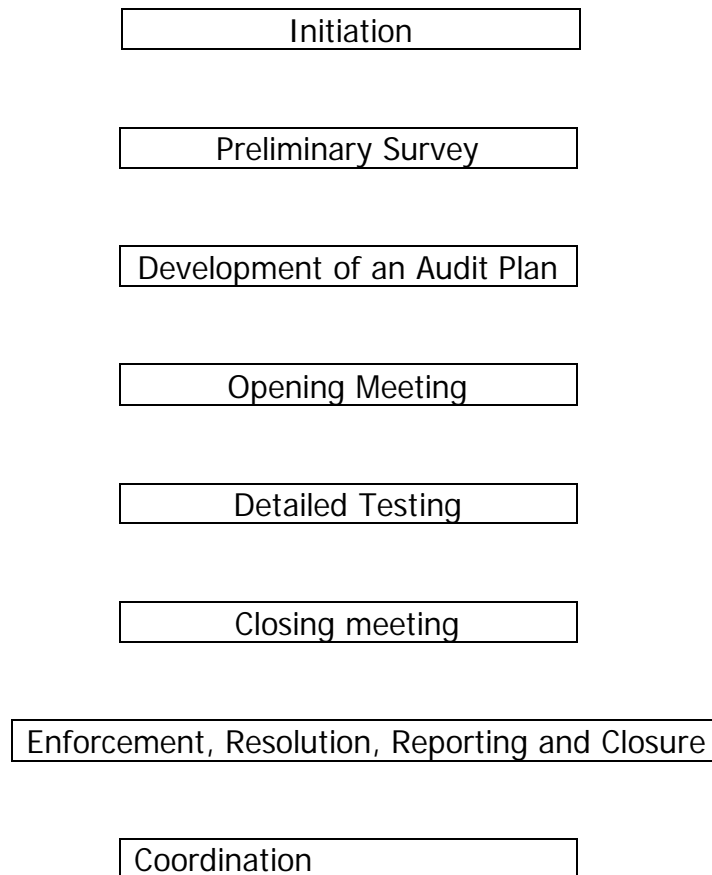 Initiation
Preliminary Survey
Development of an Audit Plan
Opening Meeting
Detailed Testing
Closing meeting
Enforcement, Resolution, Reporting and Closure
Coordination